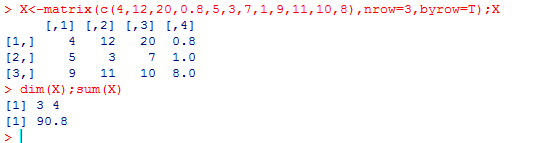 > X<-matrix(c(4,12,20,0.8,5,3,7,1,9,11,10,8),nrow=3,byrow=T);X
     [,1] [,2] [,3] [,4]
[1,]    4   12   20  0.8
[2,]    5    3    7  1.0
[3,]    9   11   10  8.0
> dim(X);sum(X)
[1] 3 4
[1] 90.8
>